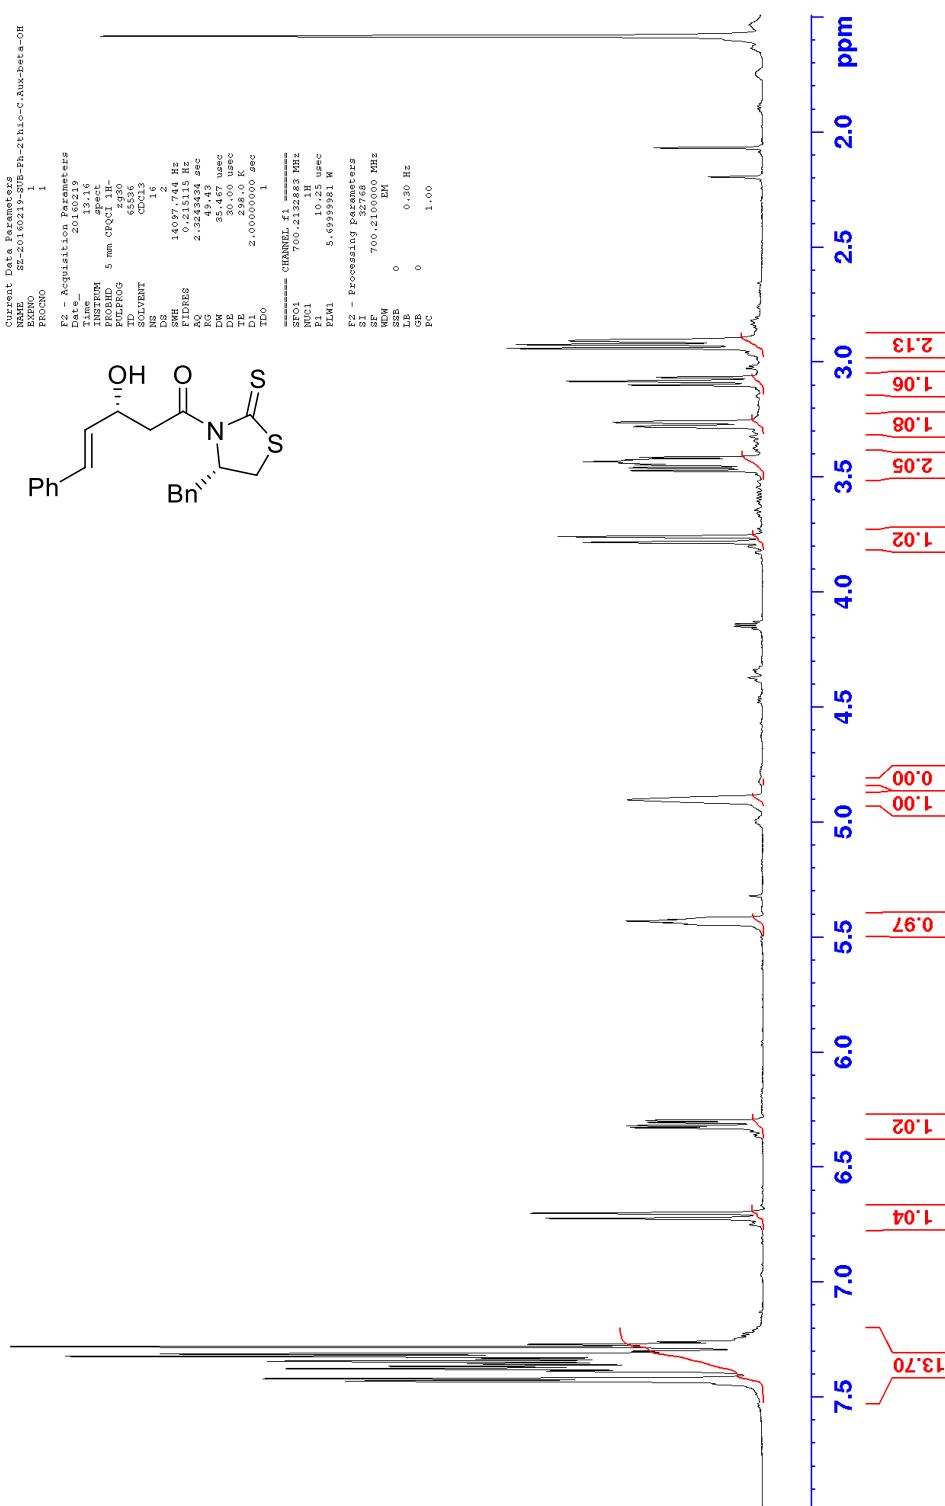 Current Data Parameters
NAME SZ-20160219-SUB-Ph-2thio-C.Aux-beta-OH
EXPNO 1
PROCNO 1
F2 - Acquisition Parameters
Date_ 20160219
Time 13.16
INSTRUM spect
PROBHD 5 mm CPQCI 1H-
PULPROG zg30
TD 65536
SOLVENT CDCl3
NS 16
DS 2
SWH 14097.744 Hz
FIDRES 0.215115 Hz
AQ 2.3243434 sec
RG 49.43
DW 35.467 usec
DE 30.00 usec
TE 298.0 K
D1 2.00000000 sec
TD0 1
======== CHANNEL f1 ========
SFO1 700.2132883 MHz
NUC1 1H
P1 10.25 usec
PLW1 5.69999981 W
F2 - Processing parameters
SI 32768
SF 700.2100000 MHz
WDW EM
SSB 0
LB 0.30 Hz
GB 0
PC 1.00
OH
O
S
N
S
Ph
Bn
7.5 7.0 6.5 6.0 5.5 5.0 4.5 4.0 3.5 3.0 2.5 2.0 ppm
13.70 1.04 1.02 0.97 1.00 0.00 1.02 2.05 1.08 1.06 2.13